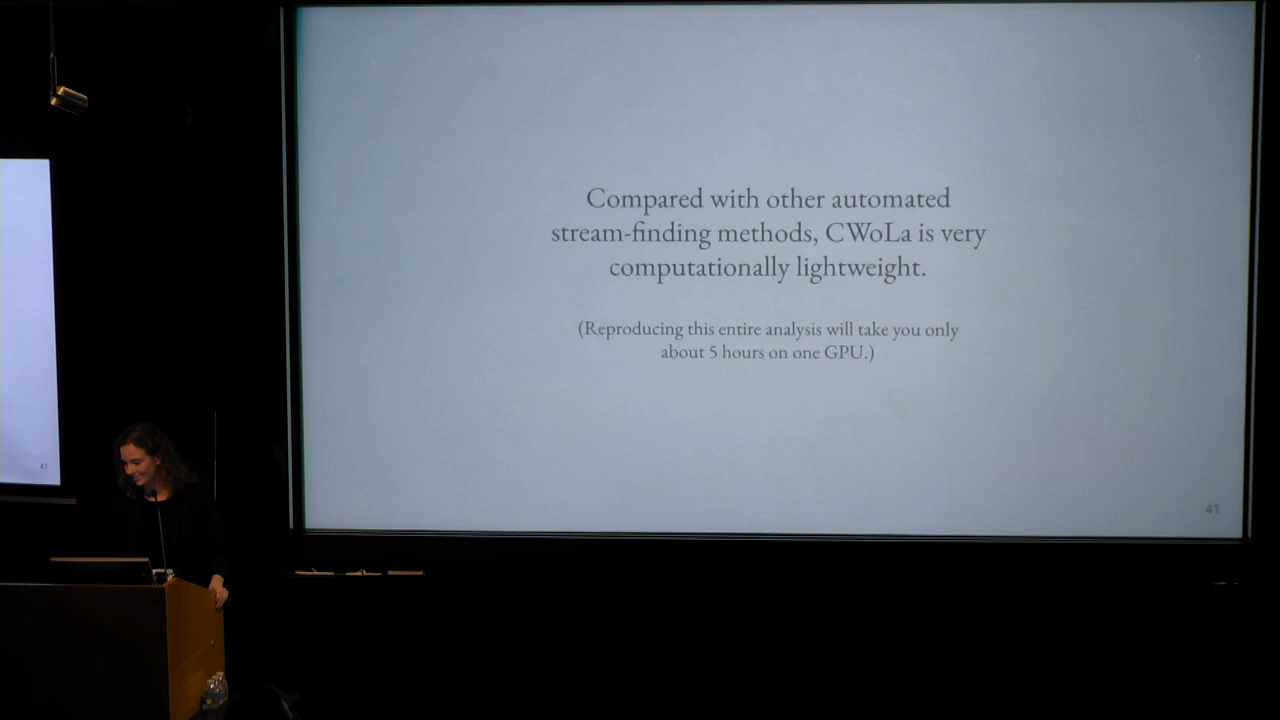 Compared with other automated
stream-finding methods, CWoLa is very
computationally lightweight.
(Reproducing this entire analysis will take you only
about 5 hours on one GPU.)
41
41